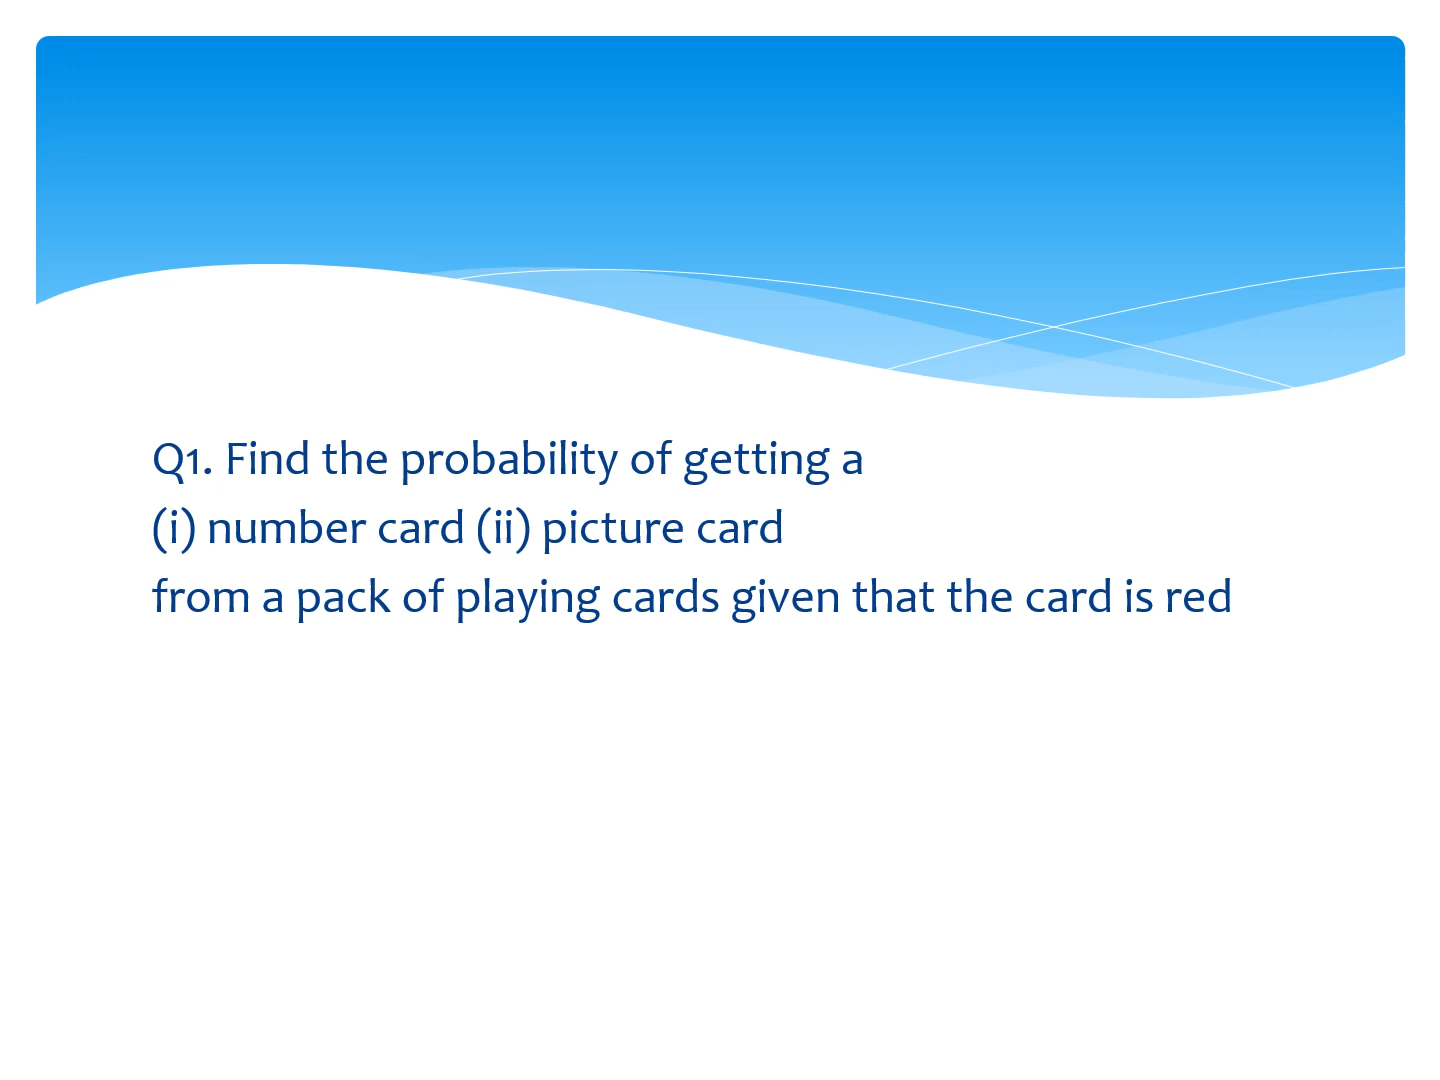 Q1. Find the probability of getting a
(i) number card (ii) picture card
from a pack of playing cards given that the card is red